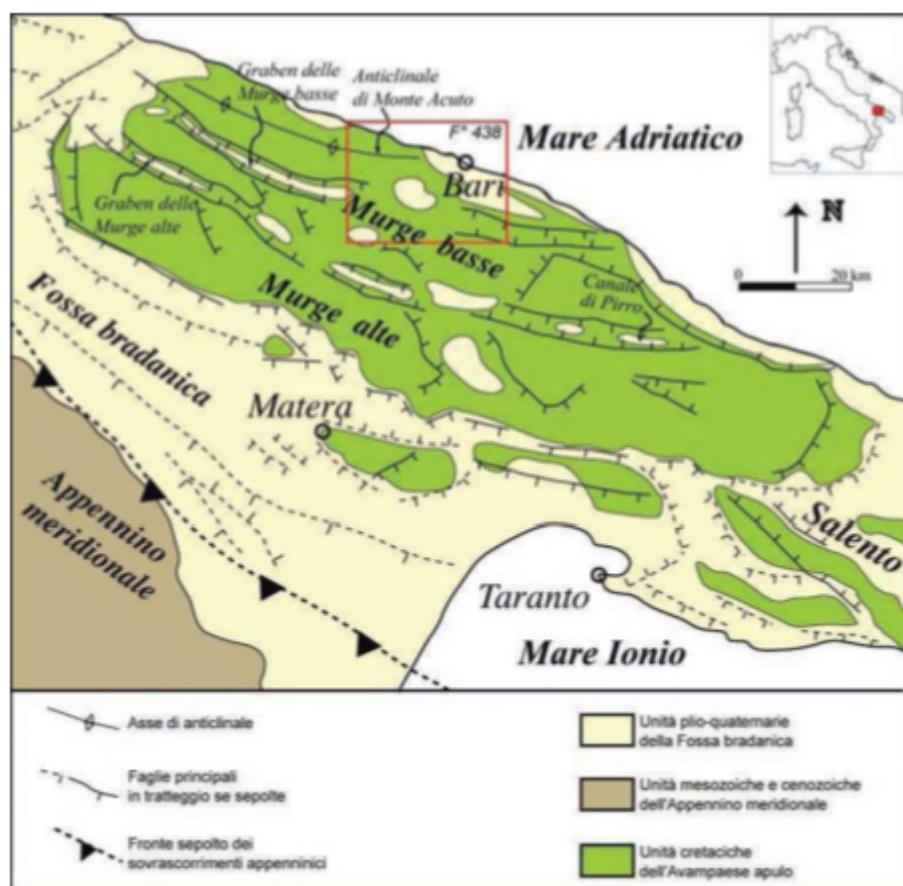 Graben delle
Murge basse
Anticlinale
di Monte Acuto
F° 438
Mare Adriatico
Bari
Graben delle
Murge alte
N
Murge basse
0
20 km
Canale
di Pirro
Murge alte
Fossa bradanica
Matera
Appennino
meridionale
Salento
Taranto
Mare Ionio
Asse di anticlinale
Faglie principali
in tratteggio se sepolte
Fronte sepolto dei
sovrascorrimenti appenninici
Unità plio-quaternarie
della Fossa bradanica
Unità mesozoiche e cenozoiche
dell'Appennino meridionale
Unità cretaciche
dell'Avampaese apulo